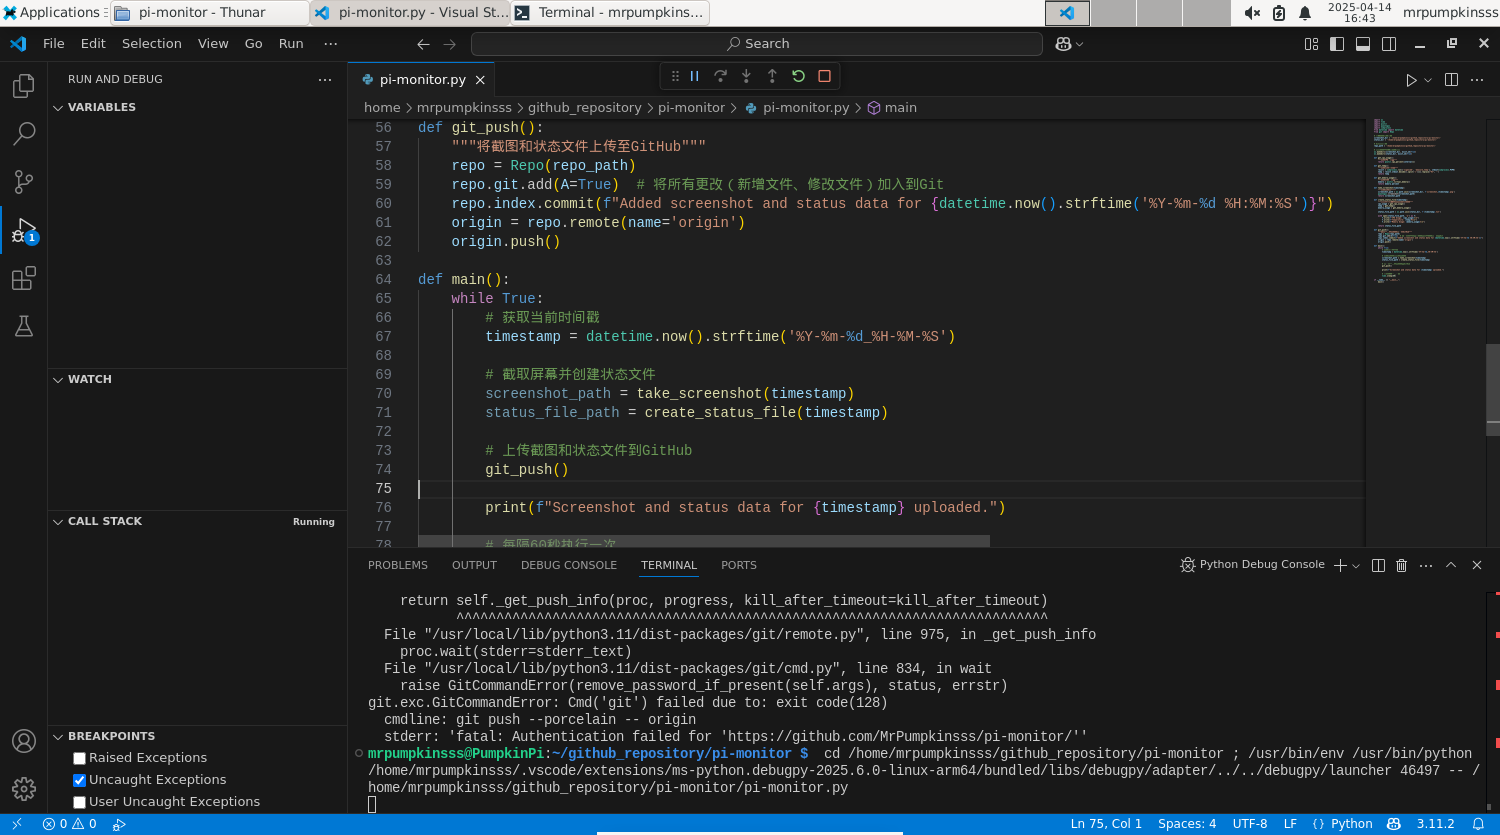 Applications
pi-monitor - Thunar
pi-monitor.py - Visual St...
Terminal - mrpumpkins...
2025-04-14
16:43
mrpumpkinsss
File Edit Selection View Go Run ···
Search
RUN AND DEBUG ···
pi-monitor.py
VARIABLES
home > mrpumpkinsss > github_repository > pi-monitor > pi-monitor.py > main
56 def git_push():
57 """将截图和状态文件上传至GitHub"""
58 repo = Repo(repo_path)
59 repo.git.add(A=True) # 将所有更改（新增文件、修改文件）加入到Git
60 repo.index.commit(f"Added screenshot and status data for {datetime.now().strftime('%Y-%m-%d %H:%M:%S')}")
61 origin = repo.remote(name='origin')
62 origin.push()
63
64 def main():
65 while True:
66 # 获取当前时间戳
67 timestamp = datetime.now().strftime('%Y-%m-%d_%H-%M-%S')
68
69 # 截取屏幕并创建状态文件
70 screenshot_path = take_screenshot(timestamp)
71 status_file_path = create_status_file(timestamp)
72
73 # 上传截图和状态文件到GitHub
74 git_push()
75
76 print(f"Screenshot and status data for {timestamp} uploaded.")
77
78 # 每隔60秒执行一次
WATCH
CALL STACK
Running
BREAKPOINTS
Raised Exceptions
Uncaught Exceptions
User Uncaught Exceptions
1
PROBLEMS OUTPUT DEBUG CONSOLE TERMINAL PORTS
Python Debug Console
return self._get_push_info(proc, progress, kill_after_timeout=kill_after_timeout)
^^^^^^^^^^^^^^^^^^^^^^^^^^^^^^^^^^^^^^^^^^^^^^^^^^^^^^^^^^^^^^^^^^^^^^^^^^
File "/usr/local/lib/python3.11/dist-packages/git/remote.py", line 975, in _get_push_info
proc.wait(stderr=stderr_text)
File "/usr/local/lib/python3.11/dist-packages/git/cmd.py", line 834, in wait
raise GitCommandError(remove_password_if_present(self.args), status, errstr)
git.exc.GitCommandError: Cmd('git') failed due to: exit code(128)
cmdline: git push --porcelain -- origin
stderr: 'fatal: Authentication failed for 'https://github.com/MrPumpkinsss/pi-monitor/''
mrpumpkinsss@PumpkinPi:~/github_repository/pi-monitor $ cd /home/mrpumpkinsss/github_repository/pi-monitor ; /usr/bin/env /usr/bin/python
/home/mrpumpkinsss/.vscode/extensions/ms-python.debugpy-2025.6.0-linux-arm64/bundled/libs/debugpy/adapter/../../debugpy/launcher 46497 -- /
home/mrpumpkinsss/github_repository/pi-monitor/pi-monitor.py
0 0
Ln 75, Col 1 Spaces: 4 UTF-8 LF {} Python 3.11.2